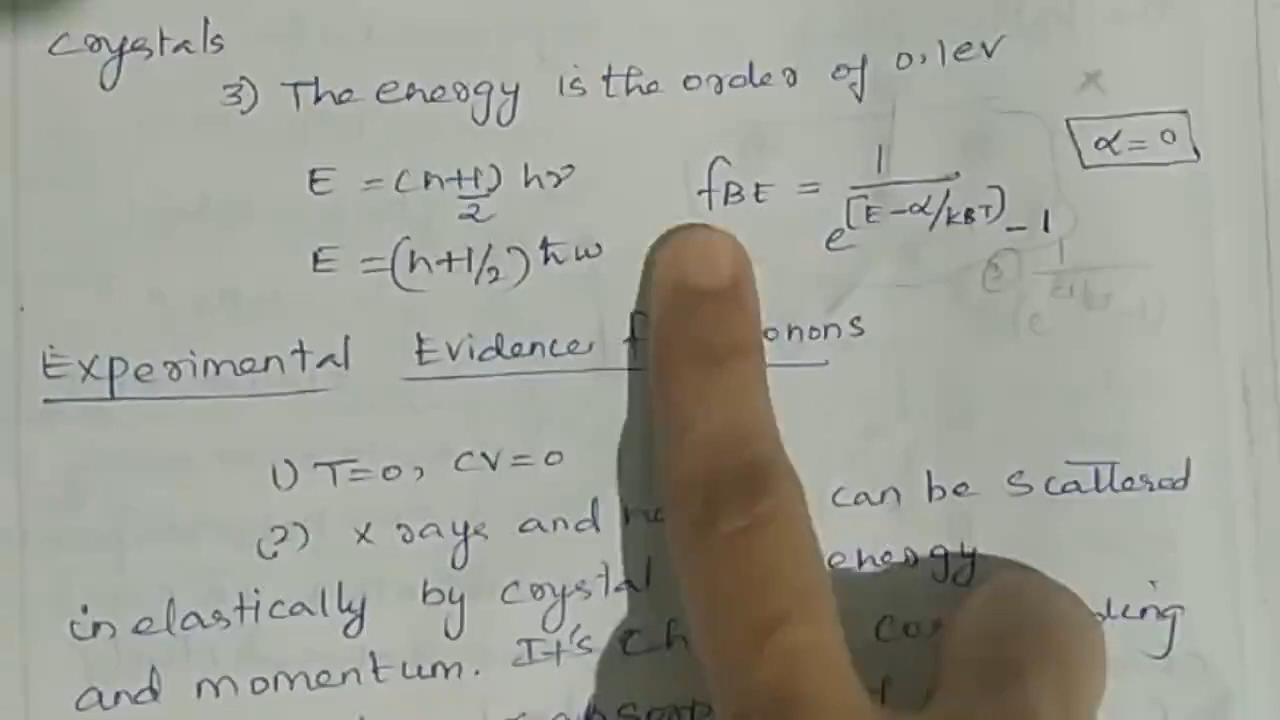 crystals
3) The energy is the order of 0.1ev
α = 0
E = (n+1/2) hν
fBE = 1/e^[E-α/KBT) - 1
E = (n+1/2) ħω
Experimental Evidence onons
1) T=0, CV=0
(2) x rays and can be scattered
inelastically by crystal energy
and momentum. It's